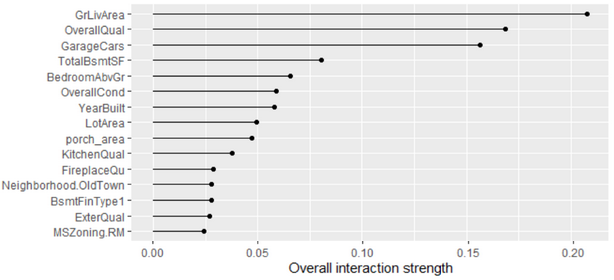 GrLivArea
OverallQual
GarageCars
TotalBsmtSF
BedroomAbvGr
OverallCond
YearBuilt
LotArea
porch_area
KitchenQual
FireplaceQu
Neighborhood.OldTown
BsmtFinType1
ExterQual
MSZoning.RM
0.00 0.05 0.10 0.15 0.20
Overall interaction strength